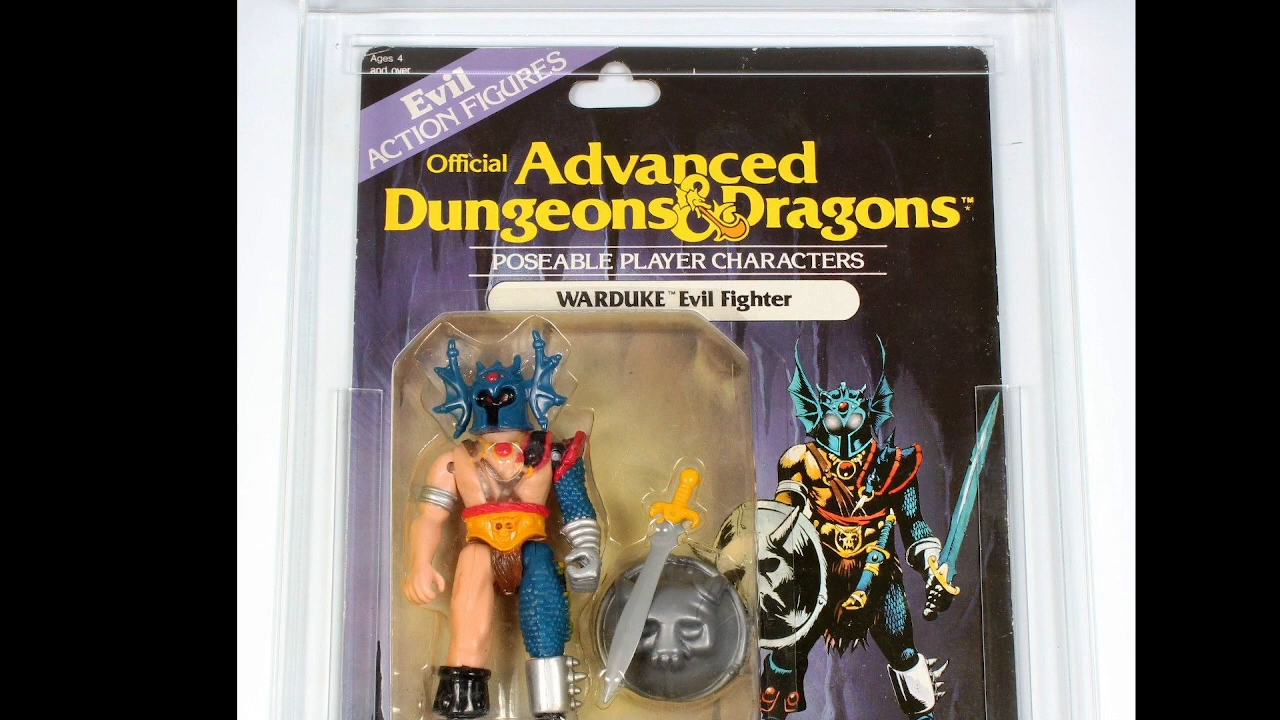 Ages 4
and over
Evil
ACTION FIGURES
Official Advanced
Dungeons & Dragons™*
POSEABLE PLAYER CHARACTERS
WARDUKE™ Evil Fighter